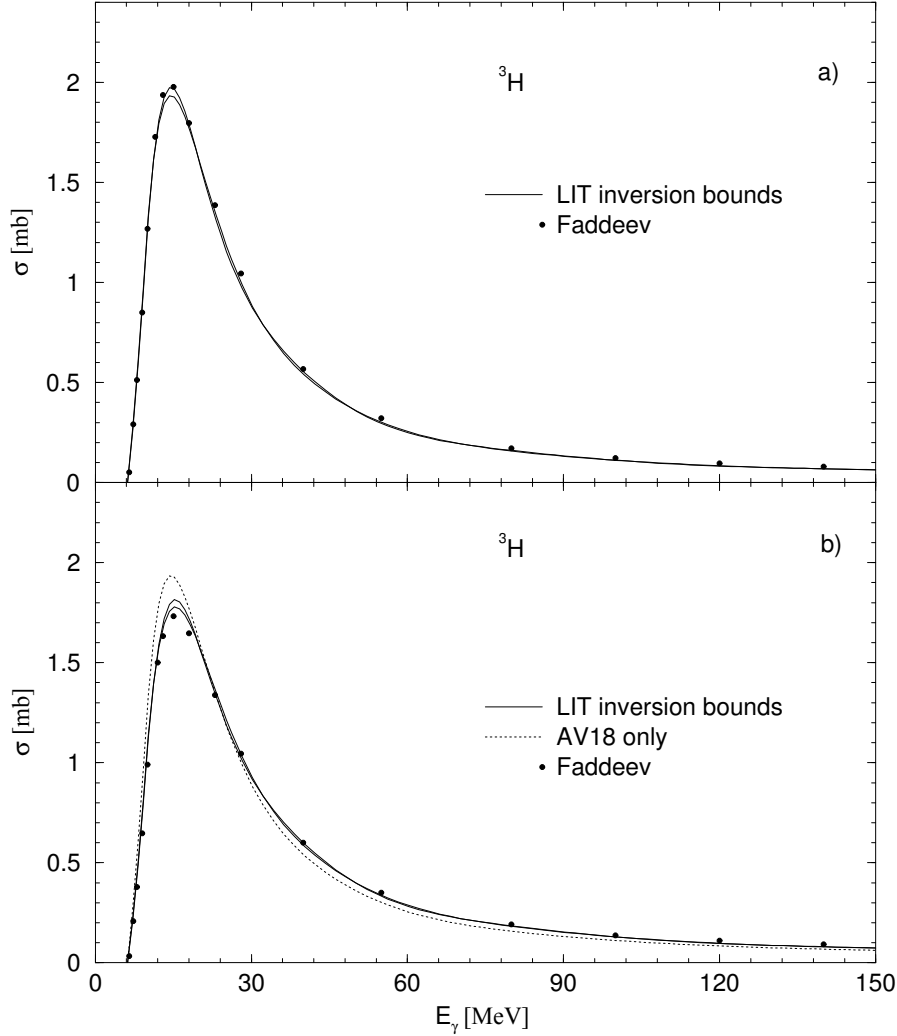 ³H
a)
2
1.5
1
0.5
0
σ [mb]
LIT inversion bounds
Faddeev
³H
b)
2
1.5
1
0.5
0
σ [mb]
LIT inversion bounds
AV18 only
Faddeev
0 30 60 90 120 150
Eγ [MeV]